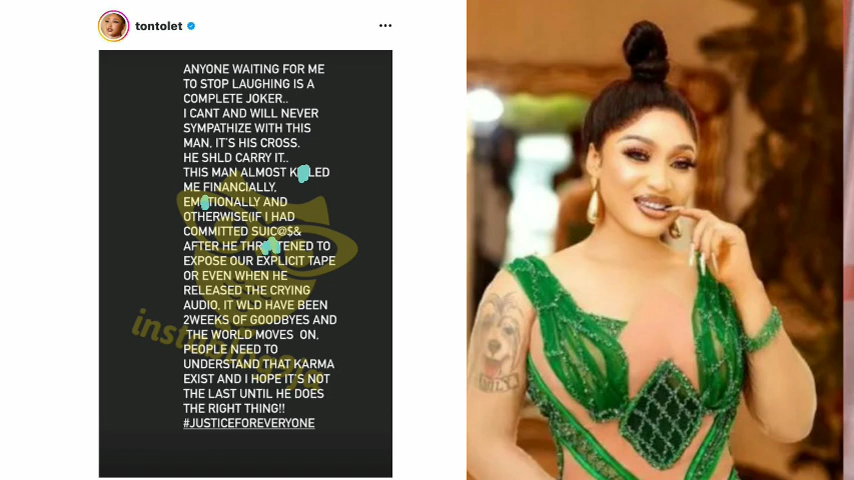 tontolet
ANYONE WAITING FOR ME
TO STOP LAUGHING IS A
COMPLETE JOKER..
I CANT AND WILL NEVER
SYMPATHIZE WITH THIS
MAN, IT'S HIS CROSS.
HE SHLD CARRY IT..
THIS MAN ALMOST KILLED
ME FINANCIALLY,
EMOTIONALLY AND
OTHERWISE(IF I HAD
COMMITTED SUIC@$&
AFTER HE THREATENED TO
EXPOSE OUR EXPLICIT TAPE
OR EVEN WHEN HE
RELEASED THE CRYING
AUDIO, IT WLD HAVE BEEN
2WEEKS OF GOODBYES AND
THE WORLD MOVES ON,
PEOPLE NEED TO
UNDERSTAND THAT KARMA
EXIST AND I HOPE IT'S NOT
THE LAST UNTIL HE DOES
THE RIGHT THING!!
#JUSTICEFOREVERYONE